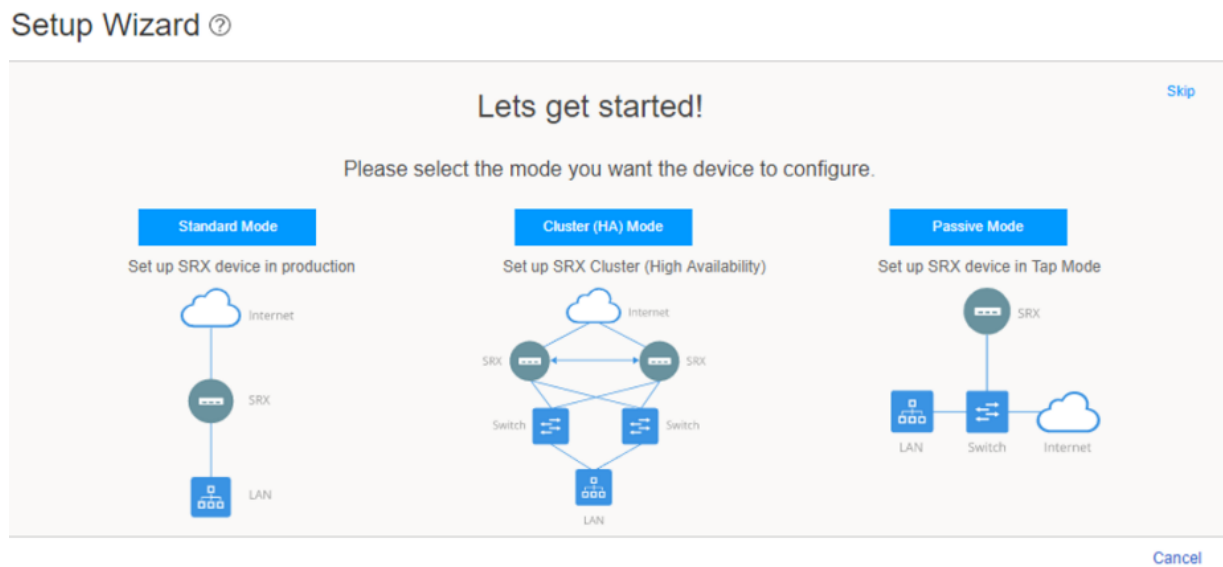 Setup Wizard ?
Skip
Lets get started!
Please select the mode you want the device to configure.
Standard Mode
Set up SRX device in production
Internet
SRX
LAN
Cluster (HA) Mode
Set up SRX Cluster (High Availability)
Internet
SRX
SRX
Switch
Switch
LAN
Passive Mode
Set up SRX device in Tap Mode
SRX
LAN
Switch
Internet
Cancel